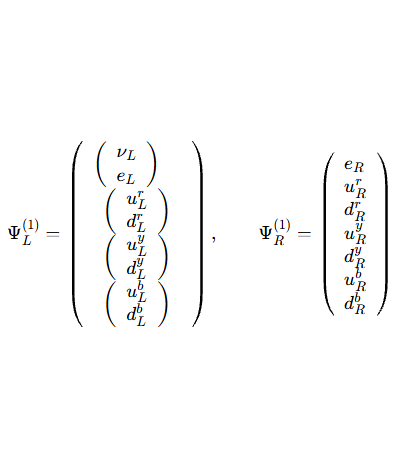 \Psi_L^{(1)} = \begin{pmatrix} \begin{pmatrix} \nu_L \\ e_L \end{pmatrix} \\ \begin{pmatrix} u_L^r \\ d_L^r \end{pmatrix} \\ \begin{pmatrix} u_L^y \\ d_L^y \end{pmatrix} \\ \begin{pmatrix} u_L^b \\ d_L^b \end{pmatrix} \end{pmatrix}, \qquad \Psi_R^{(1)} = \begin{pmatrix} e_R \\ u_R^r \\ d_R^r \\ u_R^y \\ d_R^y \\ u_R^b \\ d_R^b \end{pmatrix}